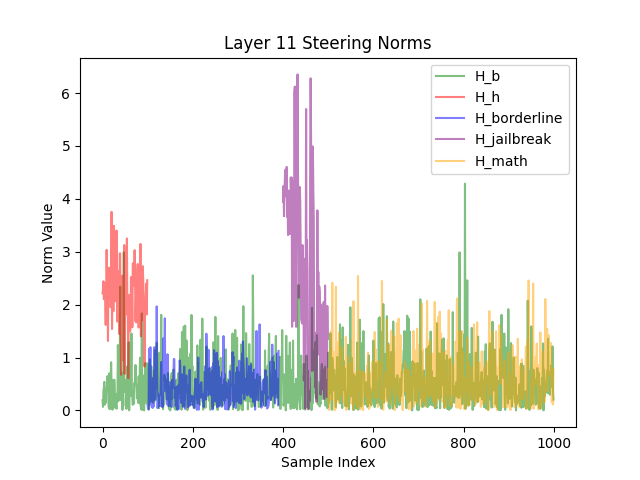 Layer 11 Steering Norms
H_b
H_h
H_borderline
H_jailbreak
H_math
Norm Value
6
5
4
3
2
1
0
0 200 400 600 800 1000
Sample Index